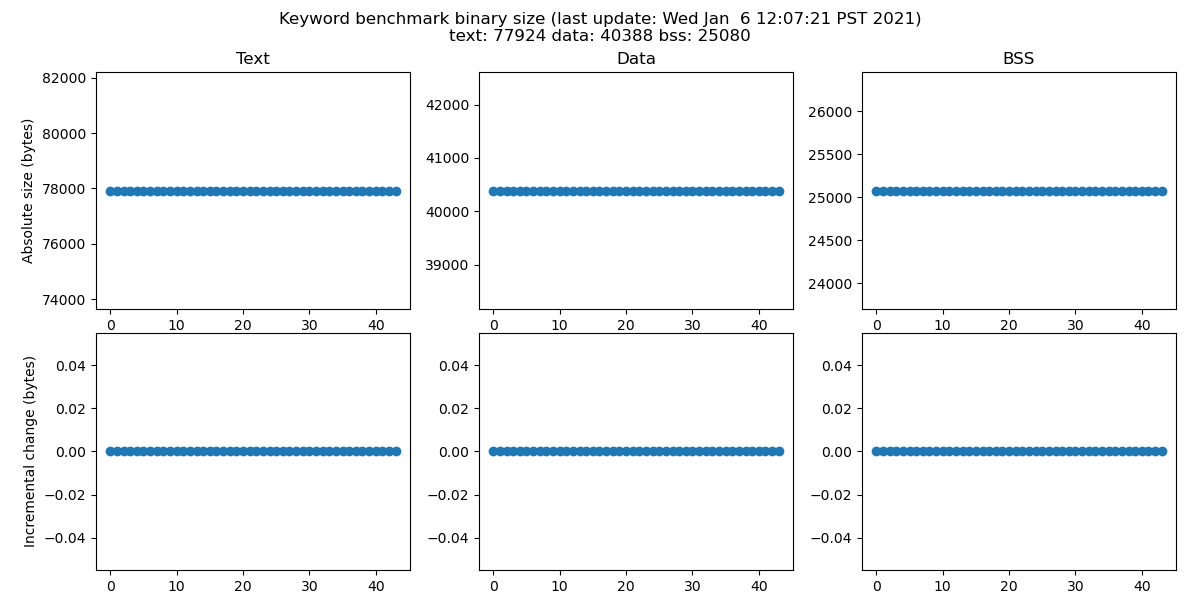 Keyword benchmark binary size (last update: Wed Jan  6 12:07:21 PST 2021)
text: 77924 data: 40388 bss: 25080
Text
Data
BSS
Absolute size (bytes)
82000
80000
78000
76000
74000
0 10 20 30 40
42000
41000
40000
39000
0 10 20 30 40
26000
25500
25000
24500
24000
0 10 20 30 40
Incremental change (bytes)
0.04
0.02
0.00
−0.02
−0.04
0 10 20 30 40
0.04
0.02
0.00
−0.02
−0.04
0 10 20 30 40
0.04
0.02
0.00
−0.02
−0.04
0 10 20 30 40